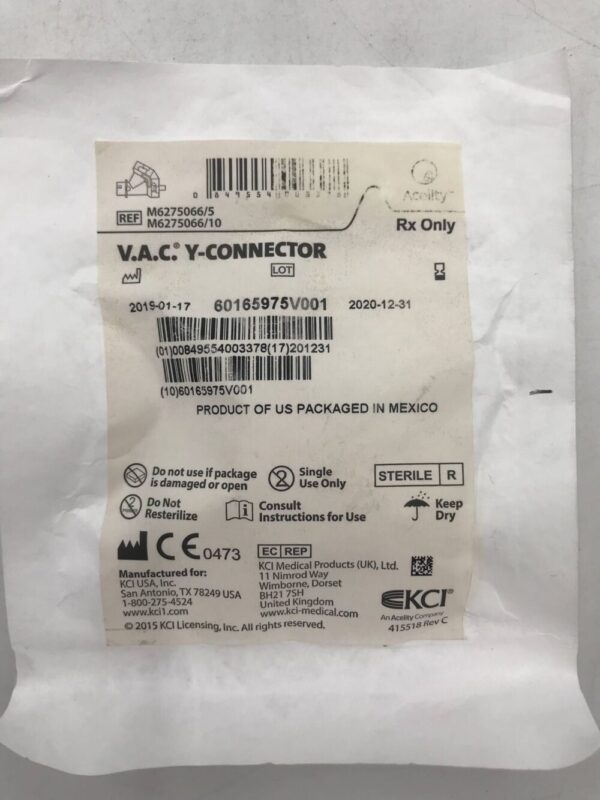 Acelity™
REF M6275066/5
M6275066/10
Rx Only
V.A.C.® Y-CONNECTOR
LOT
2019-01-17 60165975V001 2020-12-31
(01)00849554003378(17)201231
(10)60165975V001
PRODUCT OF US PACKAGED IN MEXICO
Do not use if package
is damaged or open
2 Single
Use Only
STERILE R
2 Do Not
Resterilize
i Consult
Instructions for Use
Keep
Dry
CE 0473
EC REP
Manufactured for:
KCI USA, Inc.
San Antonio, TX 78249 USA
1-800-275-4524
www.kci1.com
KCI Medical Products (UK), Ltd.
11 Nimrod Way
Wimborne, Dorset
BH21 7SH
United Kingdom
www.kci-medical.com
KCI®
An Acelity Company
© 2015 KCI Licensing, Inc. All rights reserved.
415518 Rev C